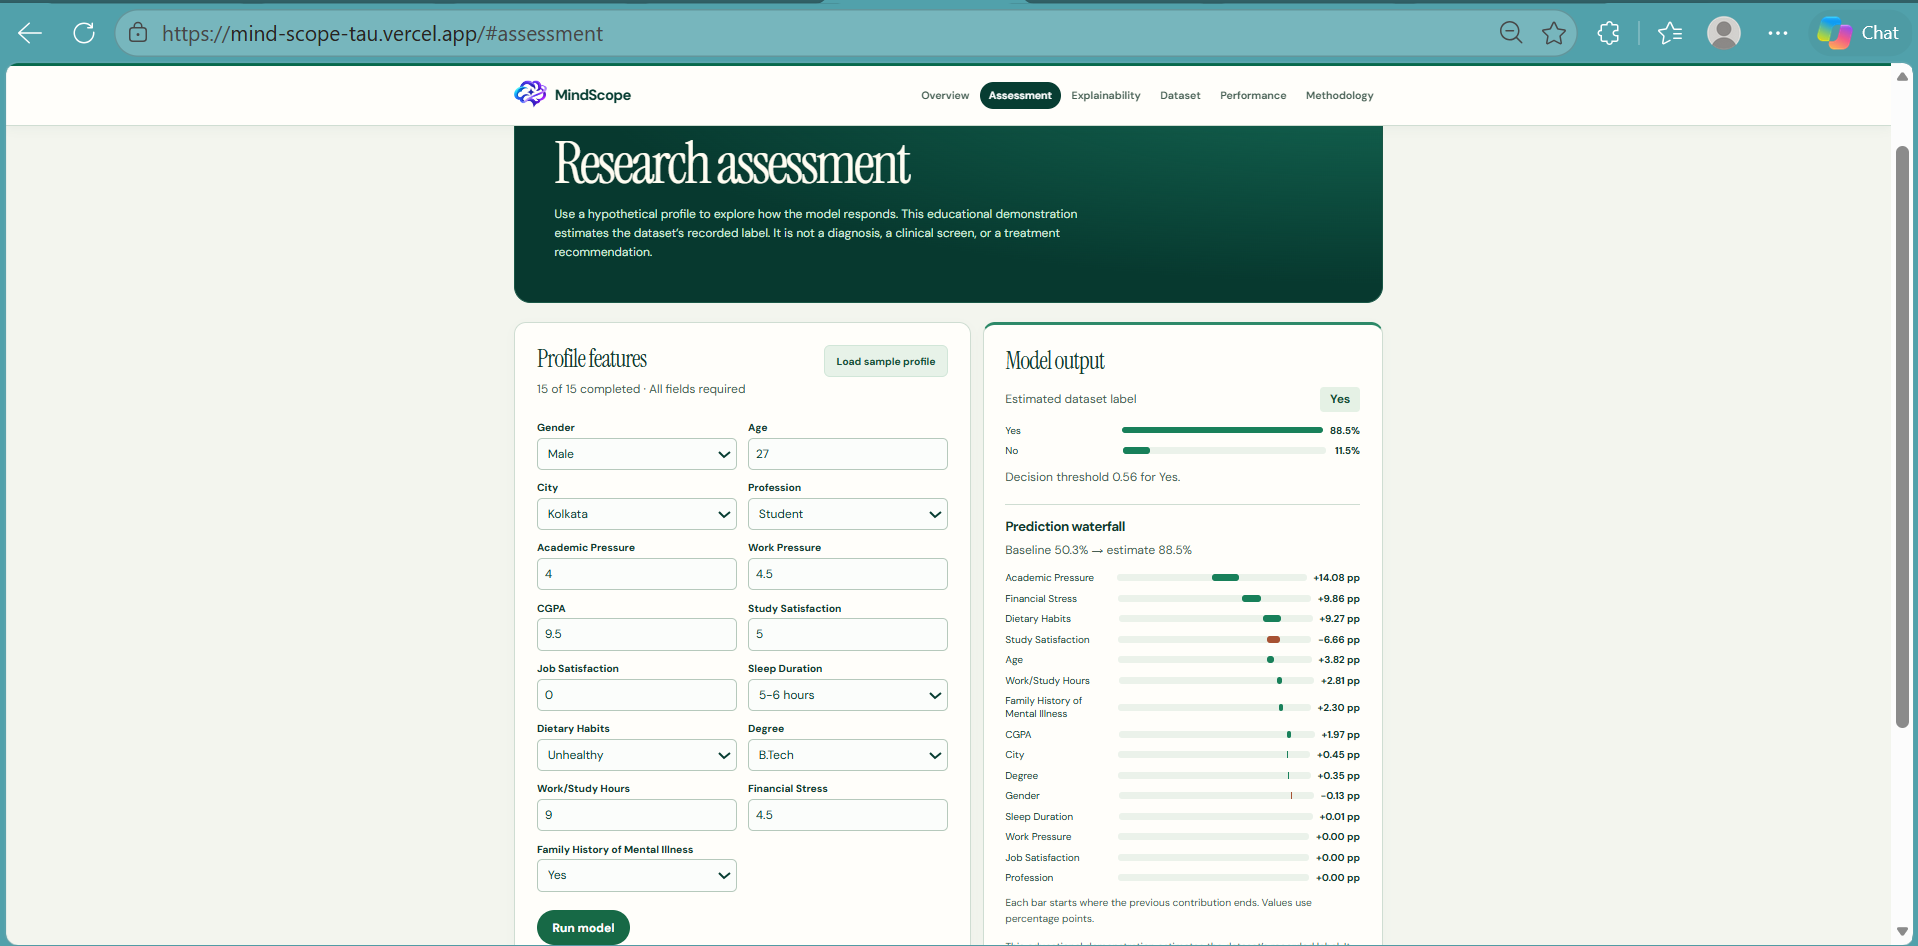 https://mind-scope-tau.vercel.app/#assessment
Chat
MindScope
Overview
Assessment
Explainability
Dataset
Performance
Methodology
Research assessment
Use a hypothetical profile to explore how the model responds. This educational demonstration
estimates the dataset's recorded label. It is not a diagnosis, a clinical screen, or a treatment
recommendation.
Profile features
Load sample profile
15 of 15 completed · All fields required
Gender
Male
Age
27
City
Kolkata
Profession
Student
Academic Pressure
4
Work Pressure
4.5
CGPA
9.5
Study Satisfaction
5
Job Satisfaction
0
Sleep Duration
5-6 hours
Dietary Habits
Unhealthy
Degree
B.Tech
Work/Study Hours
9
Financial Stress
4.5
Family History of Mental Illness
Yes
Run model
Model output
Estimated dataset label Yes
Yes 88.5%
No 11.5%
Decision threshold 0.56 for Yes.
Prediction waterfall
Baseline 50.3% → estimate 88.5%
Academic Pressure +14.08 pp
Financial Stress +9.86 pp
Dietary Habits +9.27 pp
Study Satisfaction -6.66 pp
Age +3.82 pp
Work/Study Hours +2.81 pp
Family History of
Mental Illness +2.30 pp
CGPA +1.97 pp
City +0.45 pp
Degree +0.35 pp
Gender -0.13 pp
Sleep Duration +0.01 pp
Work Pressure +0.00 pp
Job Satisfaction +0.00 pp
Profession +0.00 pp
Each bar starts where the previous contribution ends. Values use
percentage points.